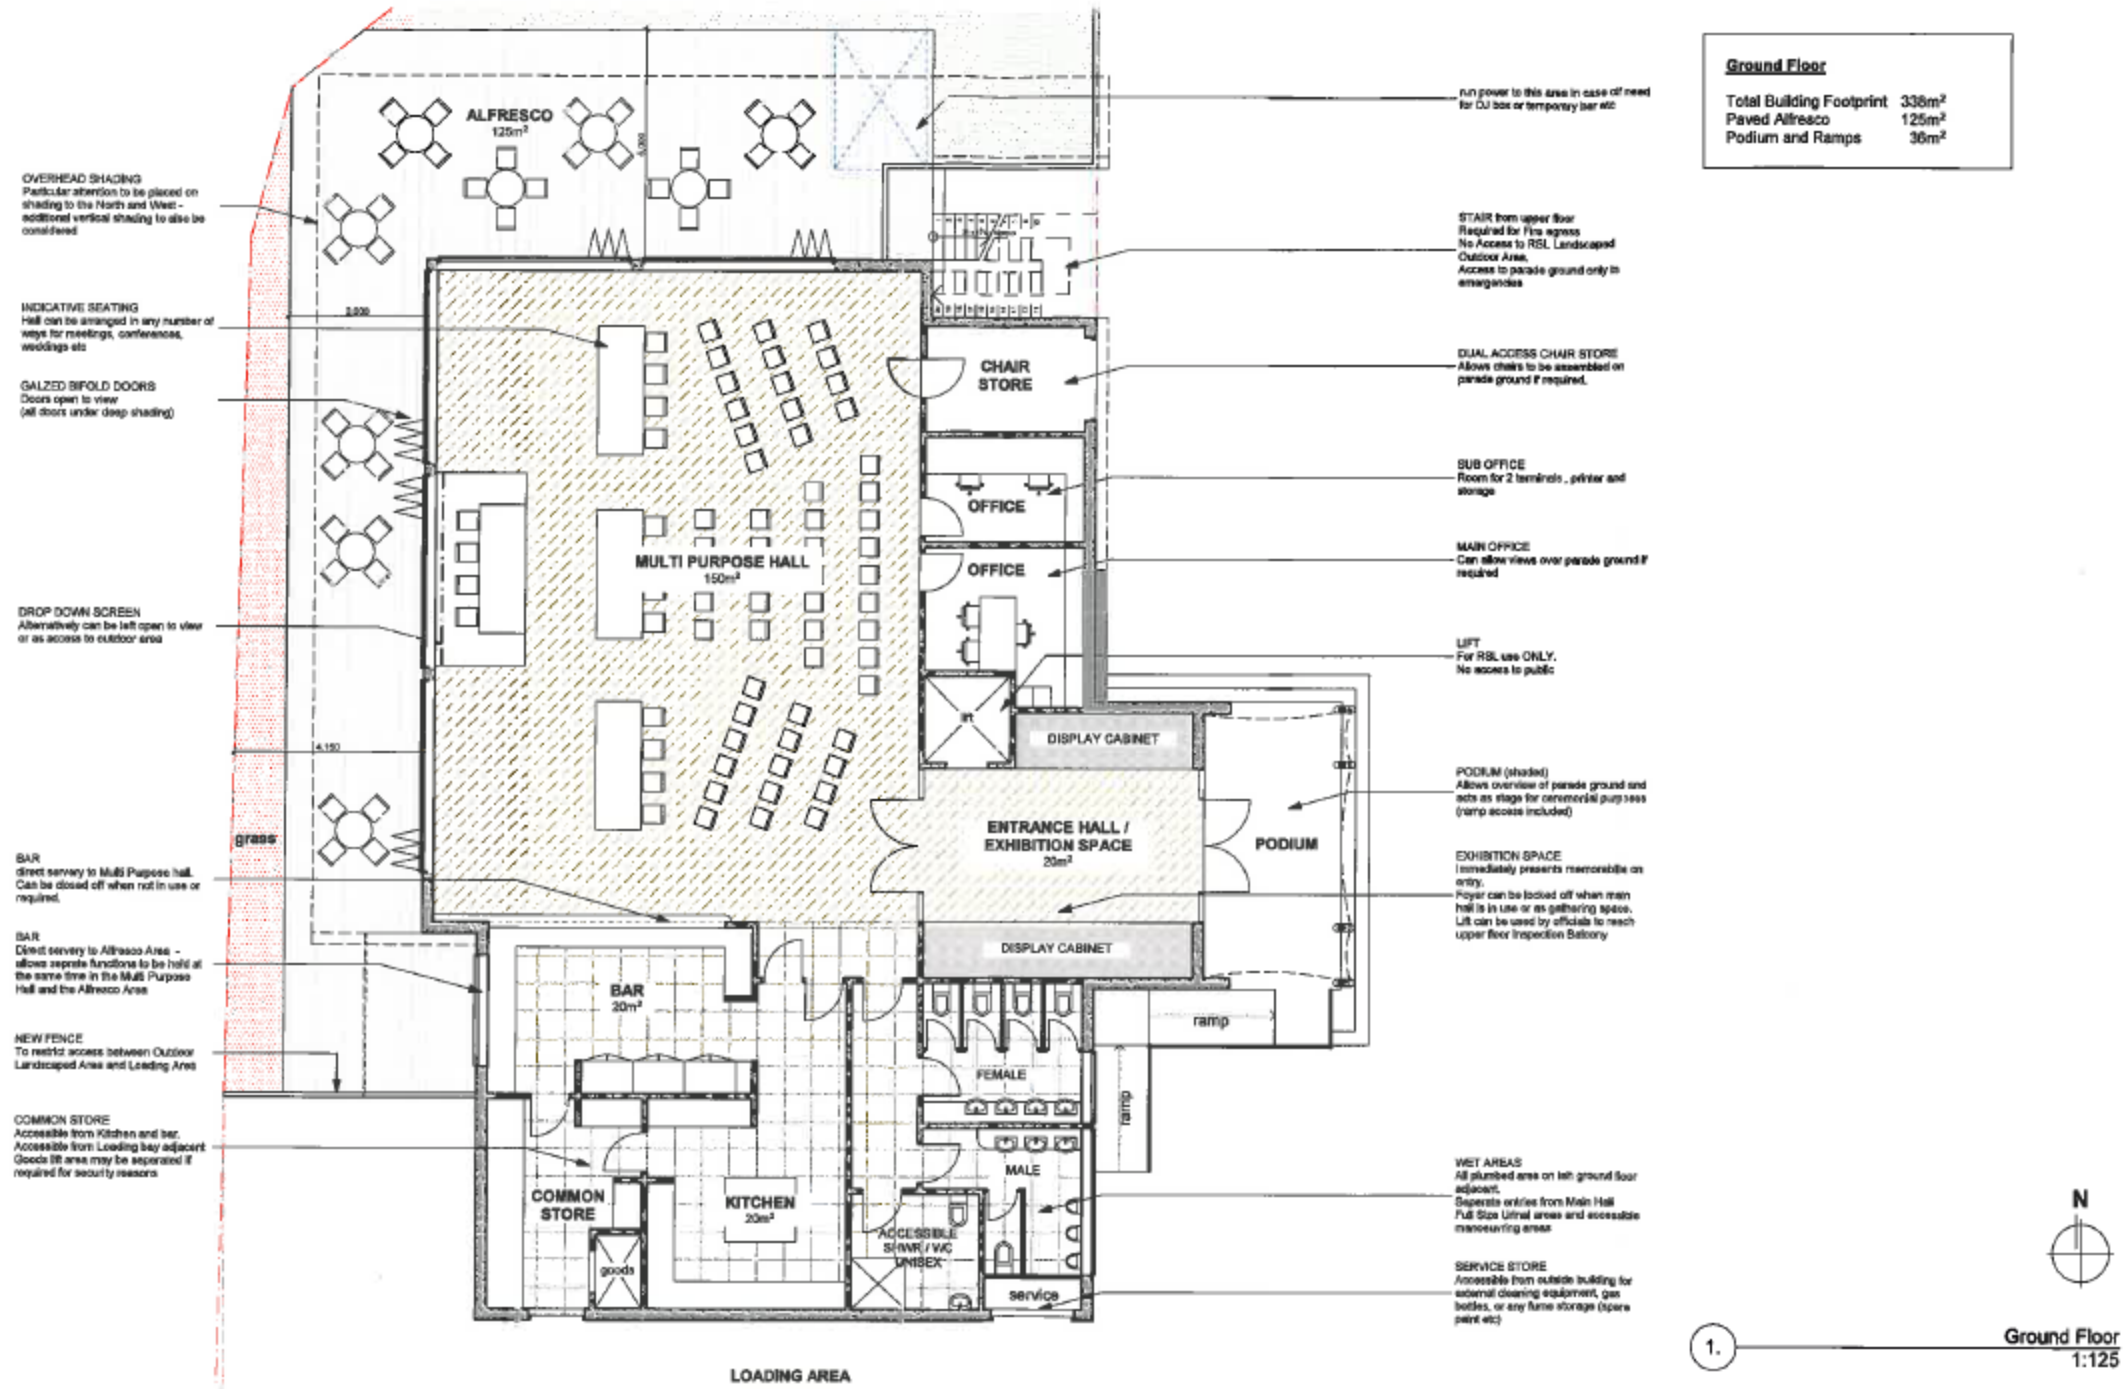 Ground Floor
Total Building Footprint 338m²
Paved Alfresco 125m²
Podium and Ramps 36m²
ALFRESCO
125m²
run power to this area in case off need
for DJ box or temporary bar etc
OVERHEAD SHADING
Particular attention to be placed on
shading to the North and West -
additional vertical shading to also be
considered
STAIR from upper floor
Required for Fire egress
No Access to RSL Landscaped
Outdoor Area,
Access to parade ground only in
emergencies
INDICATIVE SEATING
Hall can be arranged in any number of
ways for meetings, conferences,
weddings etc
3,000
GALZED BIFOLD DOORS
Doors open to view
(all doors under deep shading)
CHAIR
STORE
DUAL ACCESS CHAIR STORE
Allows chairs to be assembled on
parade ground if required.
SUB OFFICE
Room for 2 terminals , printer and
storage
OFFICE
MULTI PURPOSE HALL
150m²
OFFICE
MAIN OFFICE
Can allow views over parade ground if
required
DROP DOWN SCREEN
Alternatively can be left open to view
or as access to outdoor area
LIFT
For RSL use ONLY.
No access to public
lift
DISPLAY CABINET
4,150
PODIUM (shaded)
Allows overview of parade ground and
acts as stage for ceremonial purposes
(ramp access included)
grass
ENTRANCE HALL /
EXHIBITION SPACE
20m²
PODIUM
BAR
direct servery to Multi Purpose hall.
Can be closed off when not in use or
required.
EXHIBITION SPACE
Immediately presents memorabilia on
entry.
Foyer can be locked off when main
hall is in use or as gathering space.
Lift can be used by officials to reach
upper floor Inspection Balcony
BAR
Direct servery to Alfresco Area -
allows seprate functions to be held at
the same time in the Multi Purpose
Hall and the Alfresco Area
DISPLAY CABINET
BAR
20m²
ramp
NEW FENCE
To restrict access between Outdoor
Landscaped Area and Loading Area
FEMALE
ramp
COMMON STORE
Accessible from Kitchen and bar.
Accessible from Loading bay adjacent
Goods lift area may be seperated if
required for security reasons
MALE
WET AREAS
All plumbed area on ground floor
adjacent.
Seperate entries from Main Hall
Full Size Urinal areas and accessible
manoeuvring areas
COMMON
STORE
KITCHEN
20m²
ACCESSIBLE
SHWR / WC
UNISEX
goods
service
SERVICE STORE
Accessible from outside building for
external cleaning equipment, gas
bottles, or any fume storage (spare
paint etc)
N
1.
Ground Floor
1:125
LOADING AREA